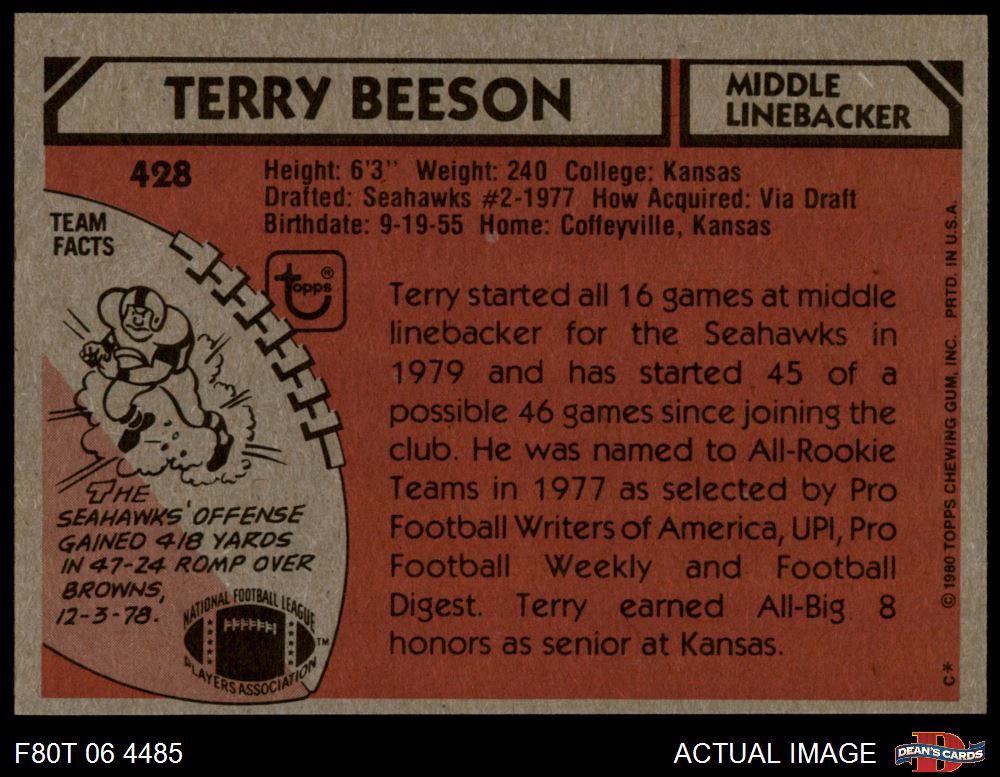 TERRY BEESON
MIDDLE
LINEBACKER
428
Height: 6'3" Weight: 240 College: Kansas
Drafted: Seahawks #2-1977 How Acquired: Via Draft
Birthdate: 9-19-55 Home: Coffeyville, Kansas
TEAM
FACTS
topps®
Terry started all 16 games at middle
linebacker for the Seahawks in
1979 and has started 45 of a
possible 46 games since joining the
club. He was named to All-Rookie
Teams in 1977 as selected by Pro
Football Writers of America, UPI, Pro
Football Weekly and Football
Digest. Terry earned All-Big 8
honors as senior at Kansas.
THE
SEAHAWKS' OFFENSE
GAINED 418 YARDS
IN 47-24 ROMP OVER
BROWNS,
12-3-78.
NATIONAL FOOTBALL LEAGUE
PLAYERS ASSOCIATION
TM
© 1980 TOPPS CHEWING GUM, INC. PRTD. IN U.S.A.
C*
F80T 06 4485
ACTUAL IMAGE
D
DEAN'S CARDS